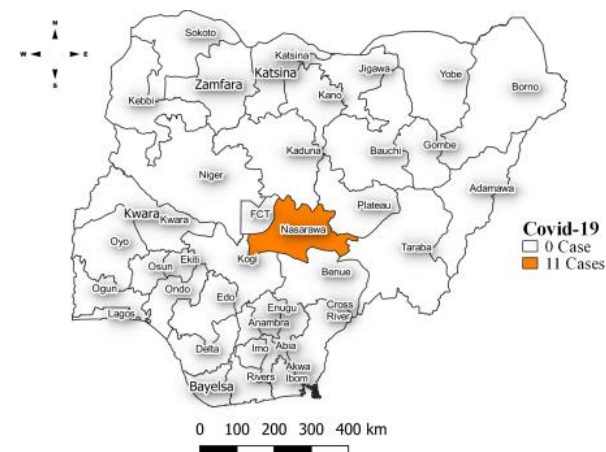 N
W E
S
Sokoto
Katsina
Katsina
Zamfara
Jigawa
Yobe
Borno
Kano
Kebbi
Kaduna
Bauchi
Gombe
Niger
Adamawa
Plateau
FCT
Nasarawa
Kwara
Kwara
Oyo
Taraba
Kogi
Ekiti
Osun
Benue
Ogun
Ondo
Edo
Lagos
Enugu
Anambra
Cross
River
Delta
Imo
Abia
Akwa
Ibom
Rivers
Bayelsa
Covid-19
0 Case
11 Cases
0 100 200 300 400 km